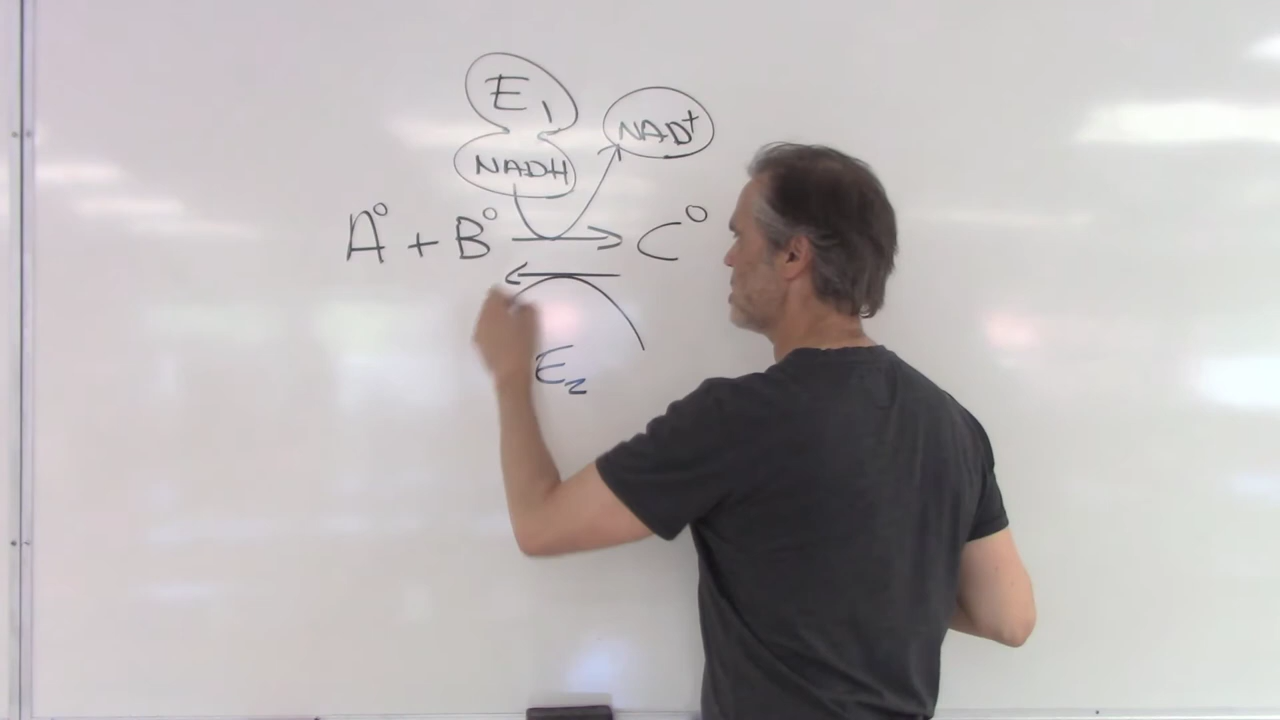 E₁
NAD⁺
NADH
A° + B° → C°
←
E₂